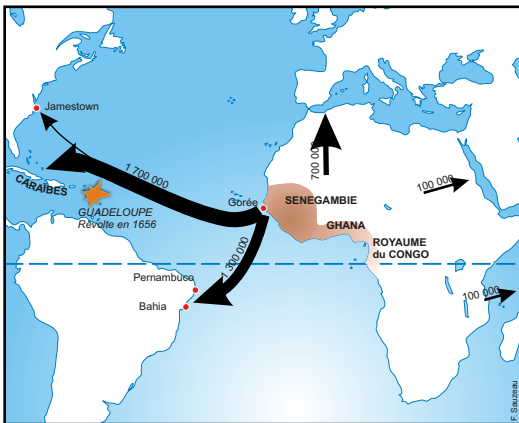 Jamestown
1 700 000
CARAÏBES
GUADELOUPE
Révolte en 1656
Gorée
SENEGAMBIE
GHANA
ROYAUME
du CONGO
700 000
100 000
1 300 000
Pernambuco
Bahia
100 000
F. Sauzeau